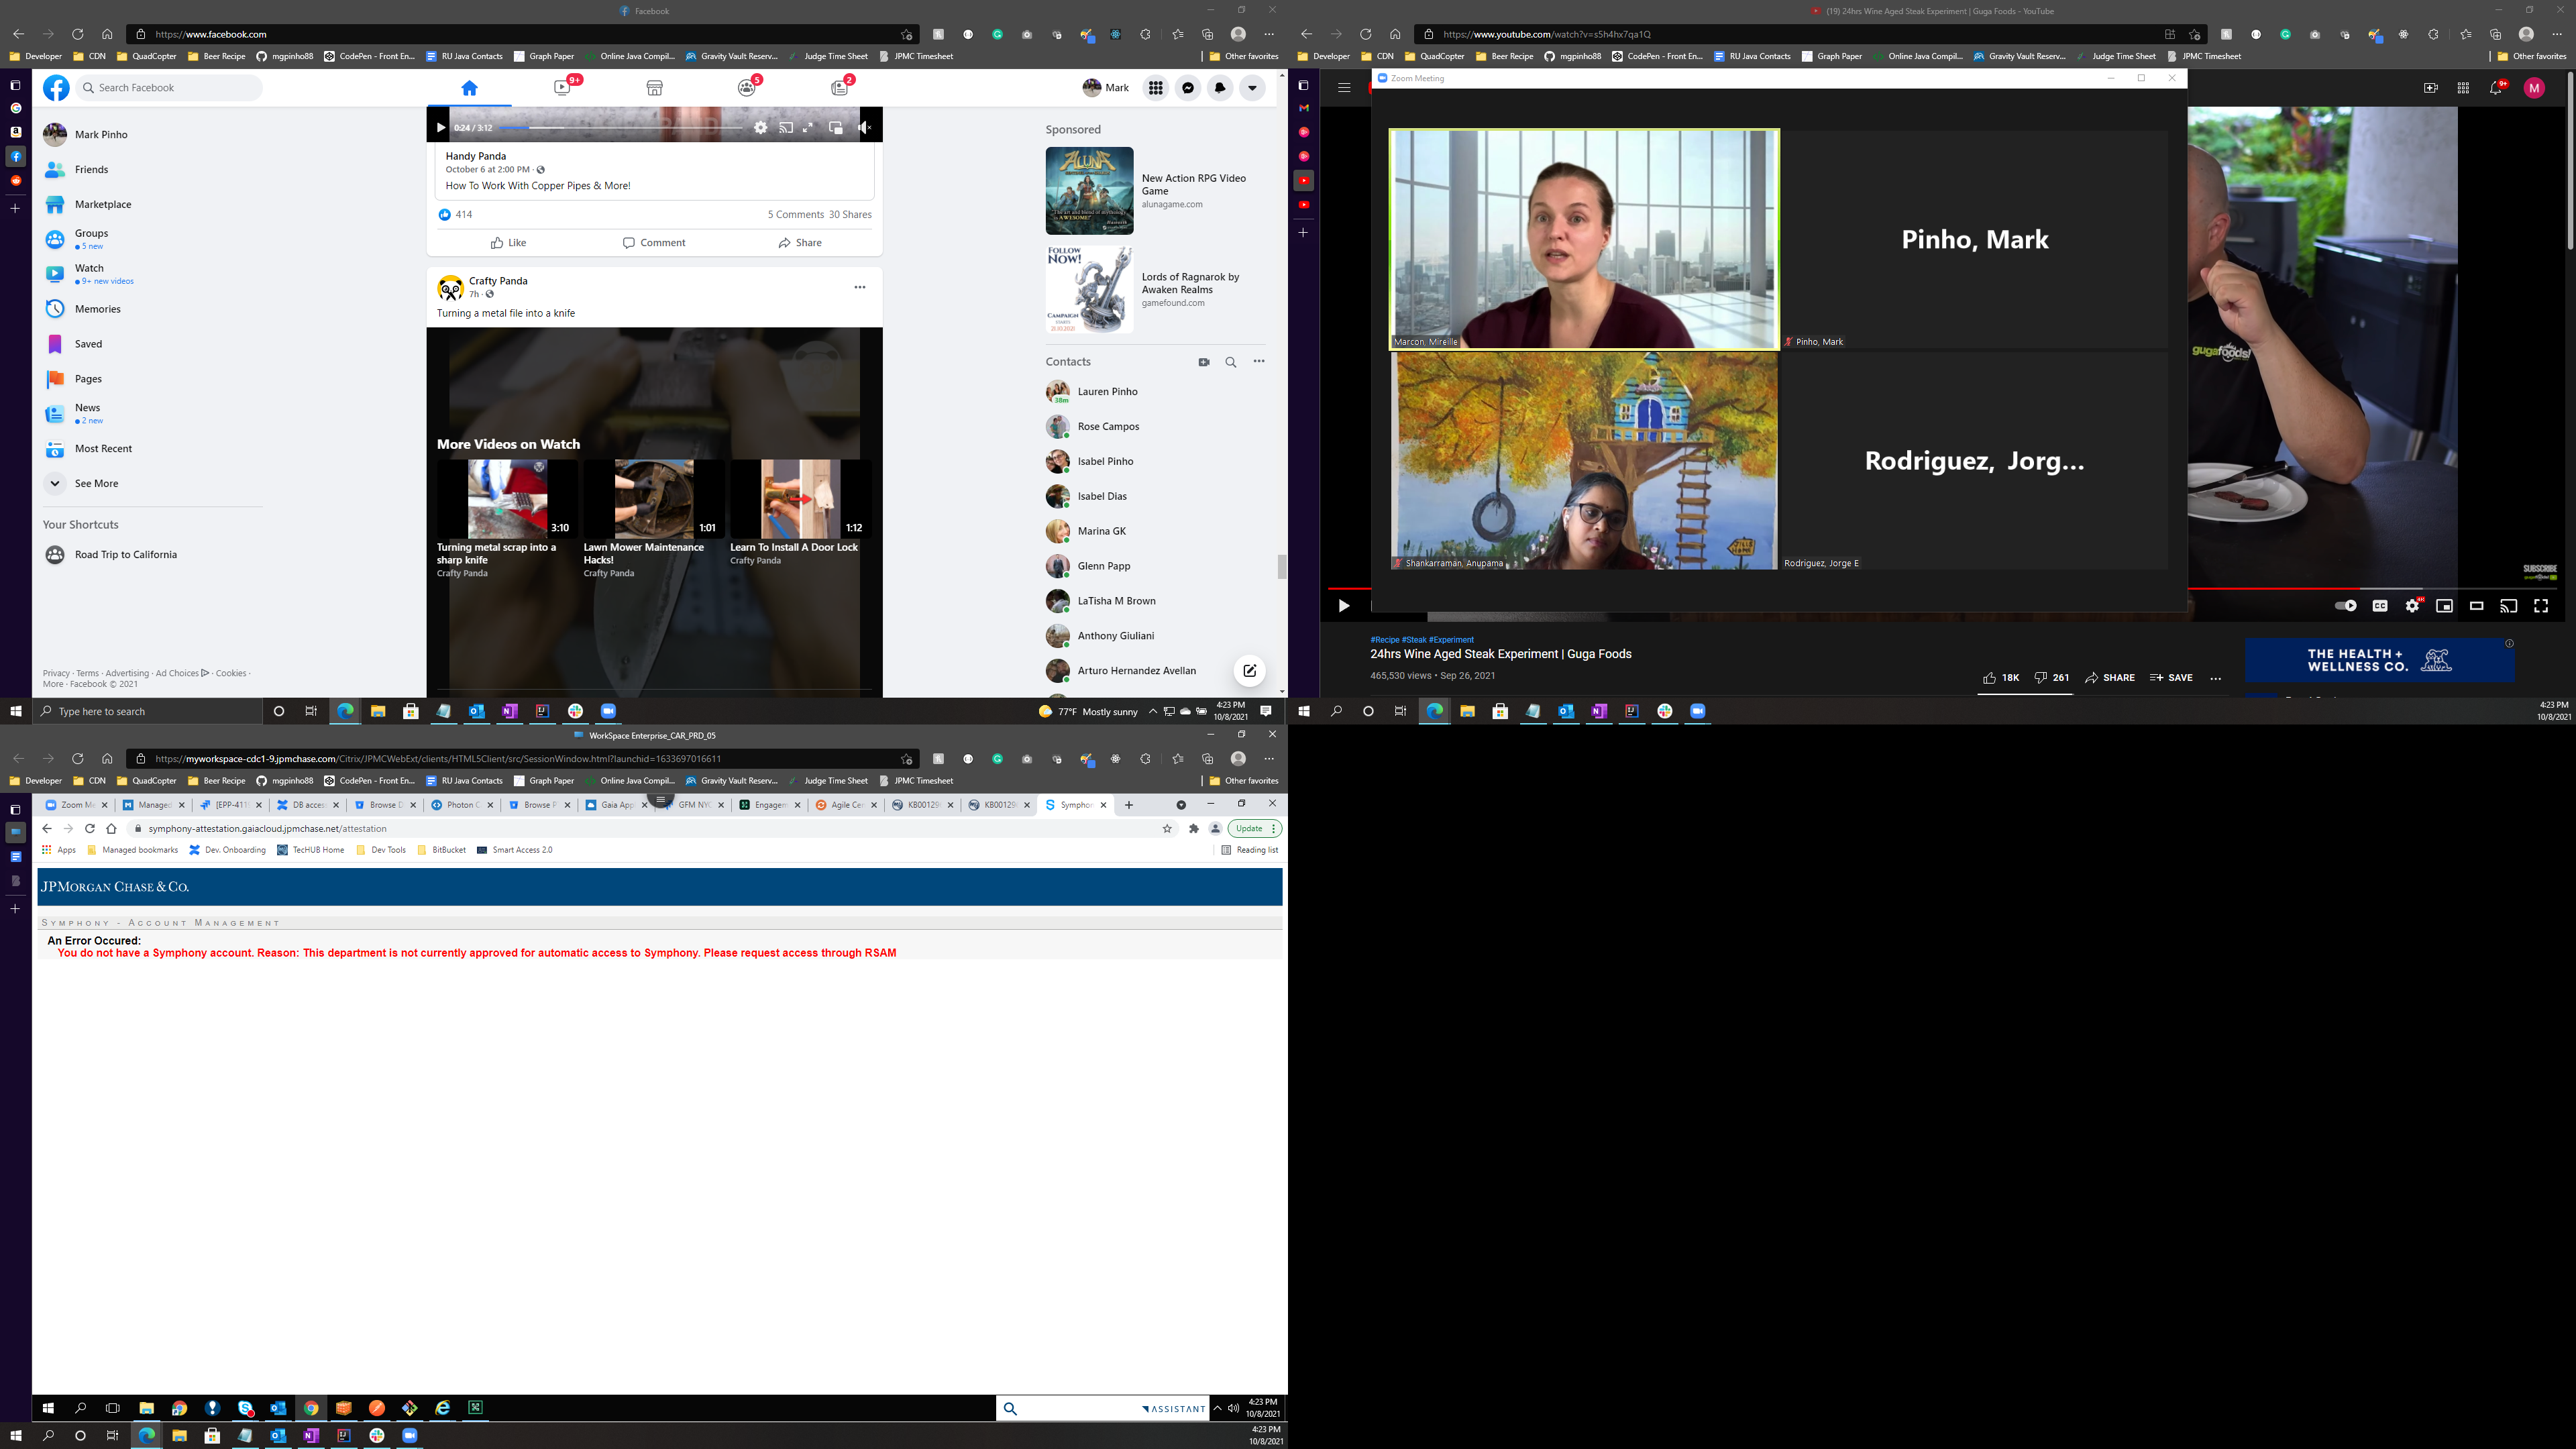 Facebook
https://www.facebook.com
Developer CDN QuadCopter Beer Recipe mgpinho88 CodePen - Front En... RU Java Contacts Graph Paper Online Java Compil... Gravity Vault Reserv... Judge Time Sheet JPMC Timesheet Other favorites
Search Facebook
9+ 5 2
Mark
Mark Pinho
Friends
Marketplace
Groups
5 new
Watch
9+ new videos
Memories
Saved
Pages
News
2 new
Most Recent
See More
Your Shortcuts
Road Trip to California
Privacy · Terms · Advertising · Ad Choices · Cookies ·
More · Facebook © 2021
0:24 / 3:12
Handy Panda
October 6 at 2:00 PM ·
How To Work With Copper Pipes & More!
414
5 Comments 30 Shares
Like Comment Share
Crafty Panda
7h ·
Turning a metal file into a knife
More Videos on Watch
3:10 1:01 1:12
Turning metal scrap into a sharp knife
Crafty Panda
Lawn Mower Maintenance Hacks!
Crafty Panda
Learn To Install A Door Lock
Crafty Panda
Sponsored
ALUNA
New Action RPG Video Game
alunagame.com
FOLLOW NOW!
CAMPAIGN
Lords of Ragnarok by Awaken Realms
gamefound.com
Contacts
Lauren Pinho
38m
Rose Campos
Isabel Pinho
Isabel Dias
Marina GK
Glenn Papp
LaTisha M Brown
Anthony Giuliani
Arturo Hernandez Avellan
Type here to search
77°F Mostly sunny
4:23 PM
10/8/2021
(19) 24hrs Wine Aged Steak Experiment | Guga Foods - YouTube
https://www.youtube.com/watch?v=s5h4hx7qa1Q
Developer CDN QuadCopter Beer Recipe mgpinho88 CodePen - Front En... RU Java Contacts Graph Paper Online Java Compil... Gravity Vault Reserv... Judge Time Sheet JPMC Timesheet Other favorites
9+
M
Zoom Meeting
Marcon, Mireille
Pinho, Mark
Pinho, Mark
Shankarraman, Anupama
Rodriguez, Jorg...
Rodriguez, Jorge E
gugafoods!
SUBSCRIBE
CC
#Recipe #Steak #Experiment
24hrs Wine Aged Steak Experiment | Guga Foods
465,530 views • Sep 26, 2021
18K 261 SHARE SAVE
THE HEALTH +
WELLNESS CO.
4:23 PM
10/8/2021
WorkSpace Enterprise_CAR_PRD_05
https://myworkspace-cdc1-9.jpmchase.com/Citrix/JPMCWebExt/clients/HTML5Client/src/SessionWindow.html?launchid=1633697016611
Developer CDN QuadCopter Beer Recipe mgpinho88 CodePen - Front En... RU Java Contacts Graph Paper Online Java Compil... Gravity Vault Reserv... Judge Time Sheet JPMC Timesheet Other favorites
Zoom Me Managed [EPP-411 DB access Browse D Photon C Browse P Gaia App GFM NYC Engagem Agile Cen KB00129 KB00129 Symphon
symphony-attestation.gaiacloud.jpmchase.net/attestation
Update
Apps Managed bookmarks Dev. Onboarding TecHUB Home Dev Tools BitBucket Smart Access 2.0 Reading list
JPMORGAN CHASE & CO.
SYMPHONY - ACCOUNT MANAGEMENT
An Error Occured:
You do not have a Symphony account. Reason: This department is not currently approved for automatic access to Symphony. Please request access through RSAM
ASSISTANT
4:23 PM
10/8/2021
4:23 PM
10/8/2021